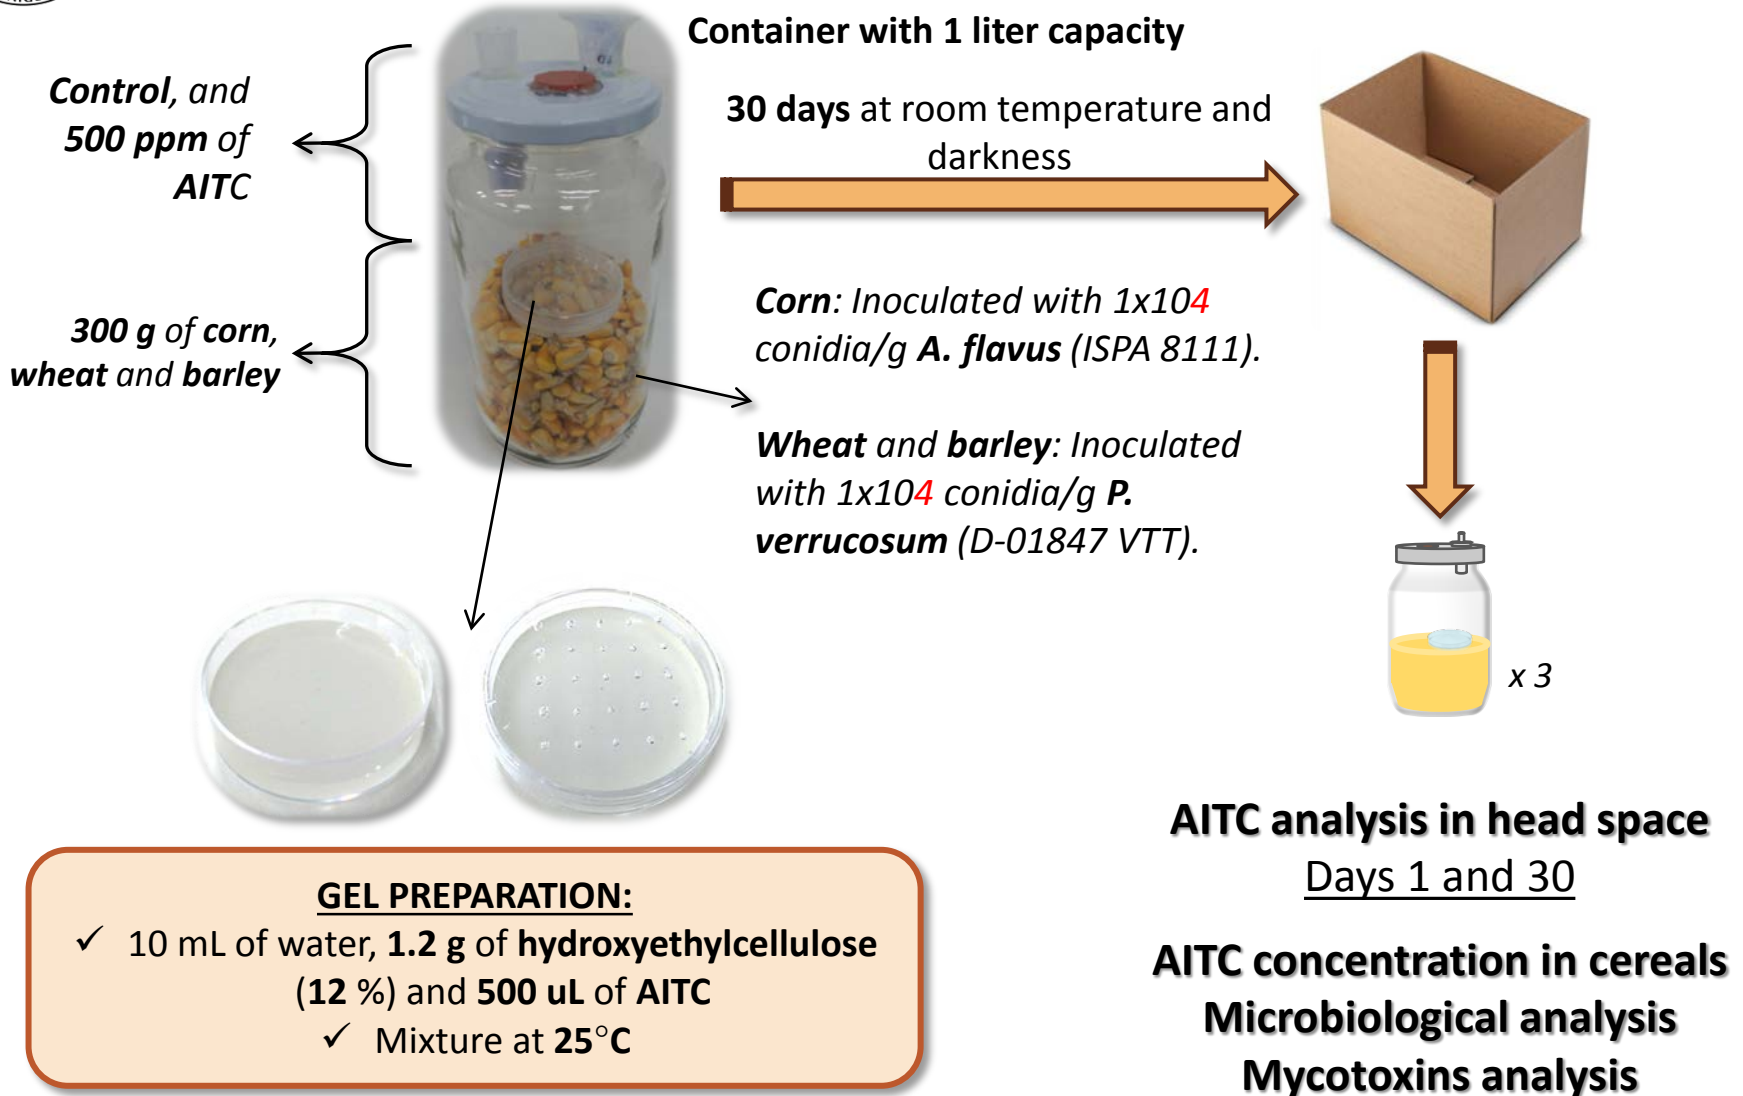 Container with 1 liter capacity
Control, and
500 ppm of
AITC
30 days at room temperature and
darkness
300 g of corn,
wheat and barley
Corn: Inoculated with 1x104
conidia/g A. flavus (ISPA 8111).
Wheat and barley: Inoculated
with 1x104 conidia/g P.
verrucosum (D-01847 VTT).
x 3
GEL PREPARATION:
✓ 10 mL of water, 1.2 g of hydroxyethylcellulose
(12 %) and 500 uL of AITC
✓ Mixture at 25°C
AITC analysis in head space
Days 1 and 30
AITC concentration in cereals
Microbiological analysis
Mycotoxins analysis